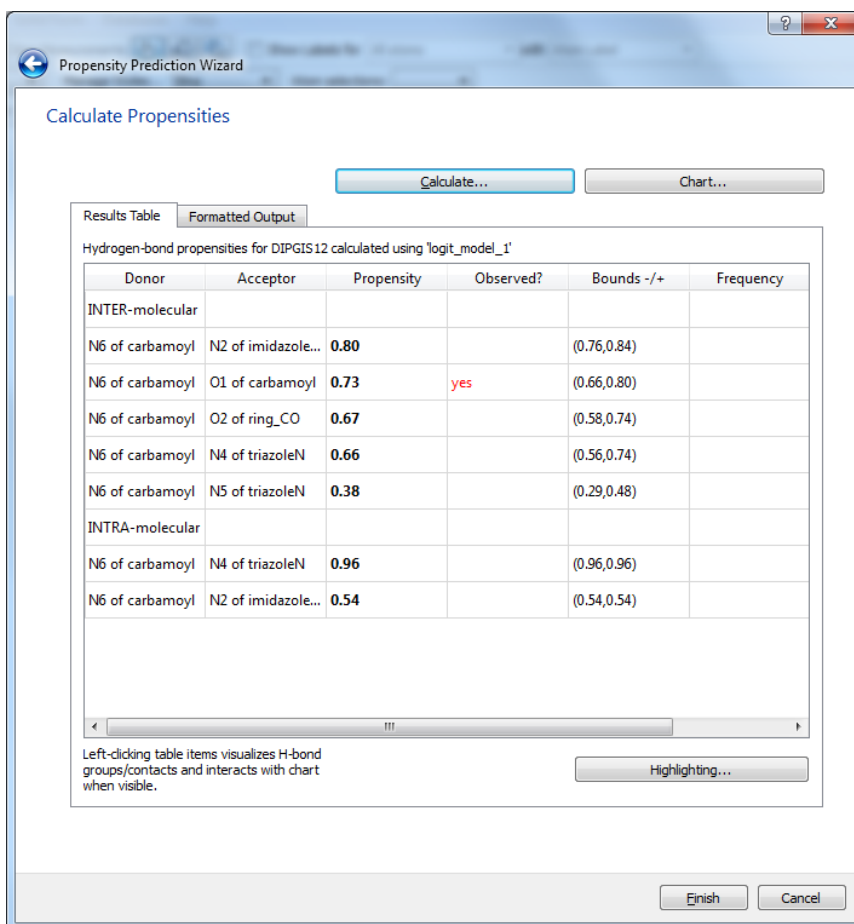 Propensity Prediction Wizard
Calculate Propensities
Calculate... Chart...
Results Table Formatted Output
Hydrogen-bond propensities for DIPGIS12 calculated using 'logit_model_1'
Donor Acceptor Propensity Observed? Bounds -/+ Frequency
INTER-molecular
N6 of carbamoyl N2 of imidazole... 0.80 (0.76,0.84)
N6 of carbamoyl O1 of carbamoyl 0.73 yes (0.66,0.80)
N6 of carbamoyl O2 of ring_CO 0.67 (0.58,0.74)
N6 of carbamoyl N4 of triazoleN 0.66 (0.56,0.74)
N6 of carbamoyl N5 of triazoleN 0.38 (0.29,0.48)
INTRA-molecular
N6 of carbamoyl N4 of triazoleN 0.96 (0.96,0.96)
N6 of carbamoyl N2 of imidazole... 0.54 (0.54,0.54)
Left-clicking table items visualizes H-bond
groups/contacts and interacts with chart
when visible.
Highlighting...
Finish Cancel